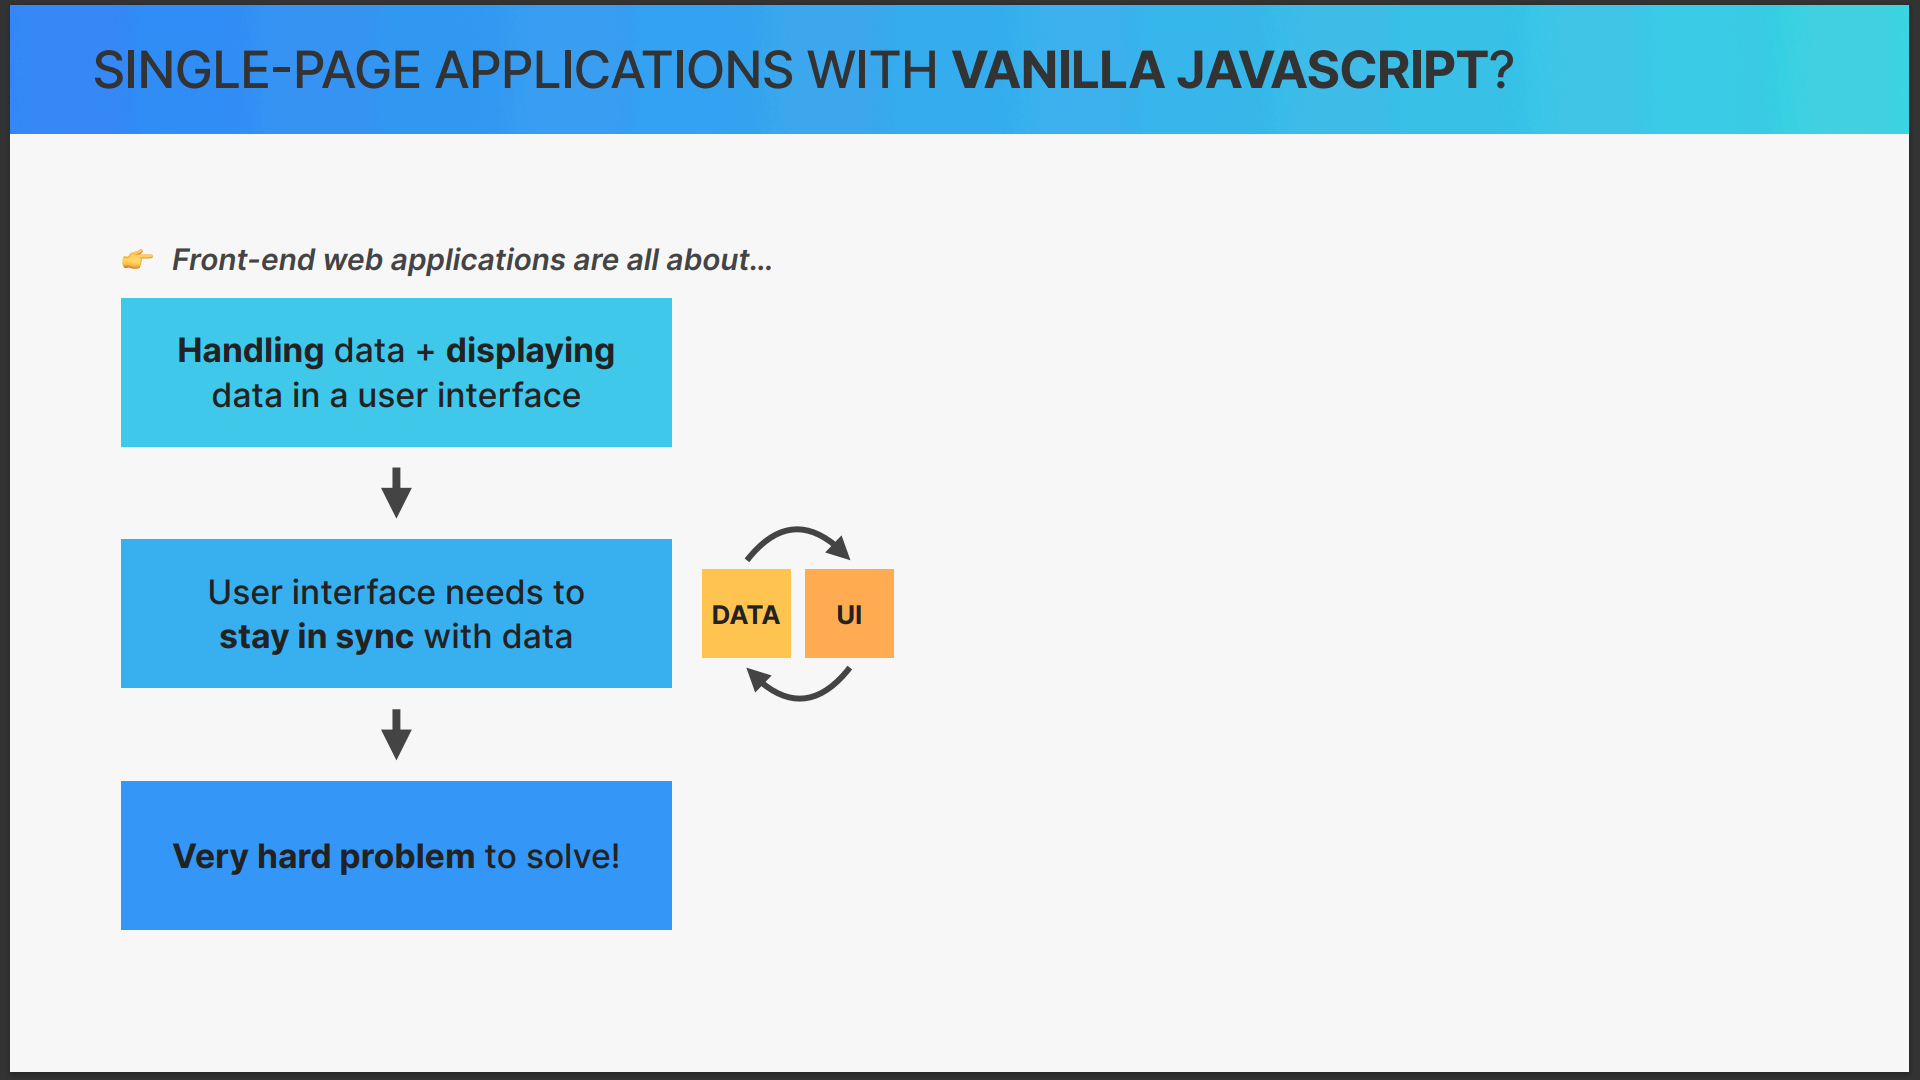 SINGLE-PAGE APPLICATIONS WITH VANILLA JAVASCRIPT?
👉 Front-end web applications are all about…
Handling data + displaying
data in a user interface
User interface needs to
stay in sync with data
DATA
UI
Very hard problem to solve!